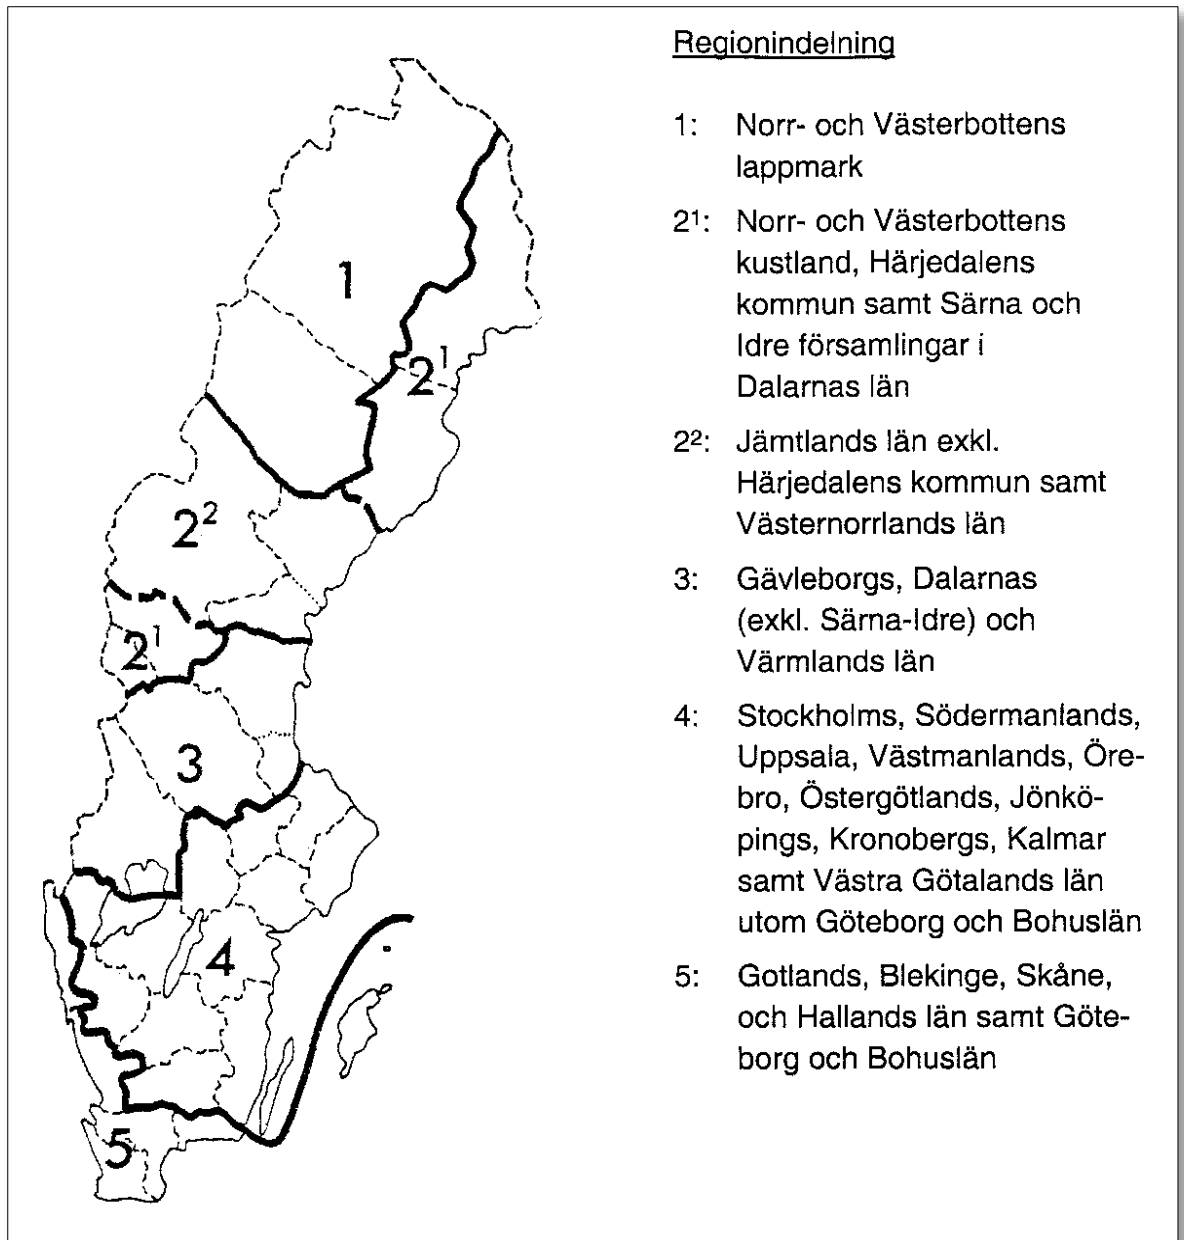 Regionindelning
1: Norr- och Västerbottens
lappmark
2¹: Norr- och Västerbottens
kustland, Härjedalens
kommun samt Särna och
Idre församlingar i
Dalarnas län
2²: Jämtlands län exkl.
Härjedalens kommun samt
Västernorrlands län
3: Gävleborgs, Dalarnas
(exkl. Särna-Idre) och
Värmlands län
4: Stockholms, Södermanlands,
Uppsala, Västmanlands, Öre-
bro, Östergötlands, Jönkö-
pings, Kronobergs, Kalmar
samt Västra Götalands län
utom Göteborg och Bohuslän
5: Gotlands, Blekinge, Skåne,
och Hallands län samt Göte-
borg och Bohuslän
1
2¹
2²
2¹
3
4
5